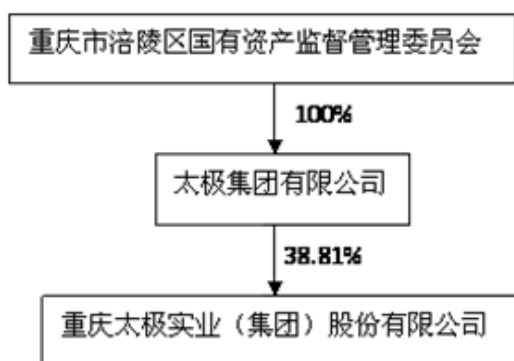 重庆市涪陵区国有资产监督管理委员会
100%
太极集团有限公司
38.81%
重庆太极实业（集团）股份有限公司